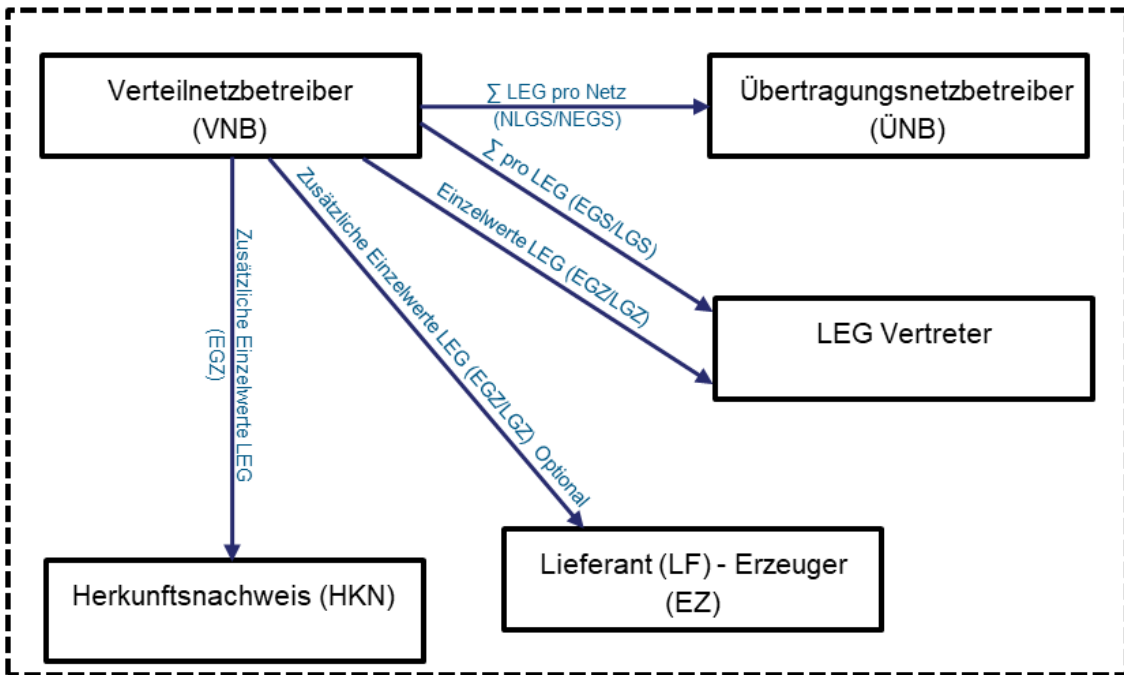 Verteilnetzbetreiber
(VNB)
∑ LEG pro Netz
(NLGS/NEGS)
Übertragungsnetzbetreiber
(ÜNB)
∑ pro LEG (EGS/LGS)
Einzelwerte LEG (EGZ/LGZ)
LEG Vertreter
Zusätzliche Einzelwerte LEG (EGZ/LGZ) Optional
Zusätzliche Einzelwerte LEG
(EGZ)
Lieferant (LF) - Erzeuger
(EZ)
Herkunftsnachweis (HKN)